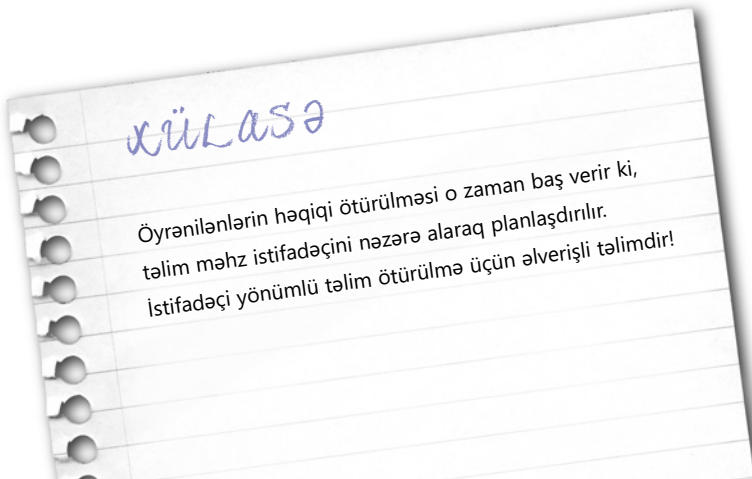 XÜLASƏ
Öyrənilənlərin həqiqi ötürülməsi o zaman baş verir ki,
təlim məhz istifadəçini nəzərə alaraq planlaşdırılır.
İstifadəçi yönümlü təlim ötürülmə üçün əlverişli təlimdir!